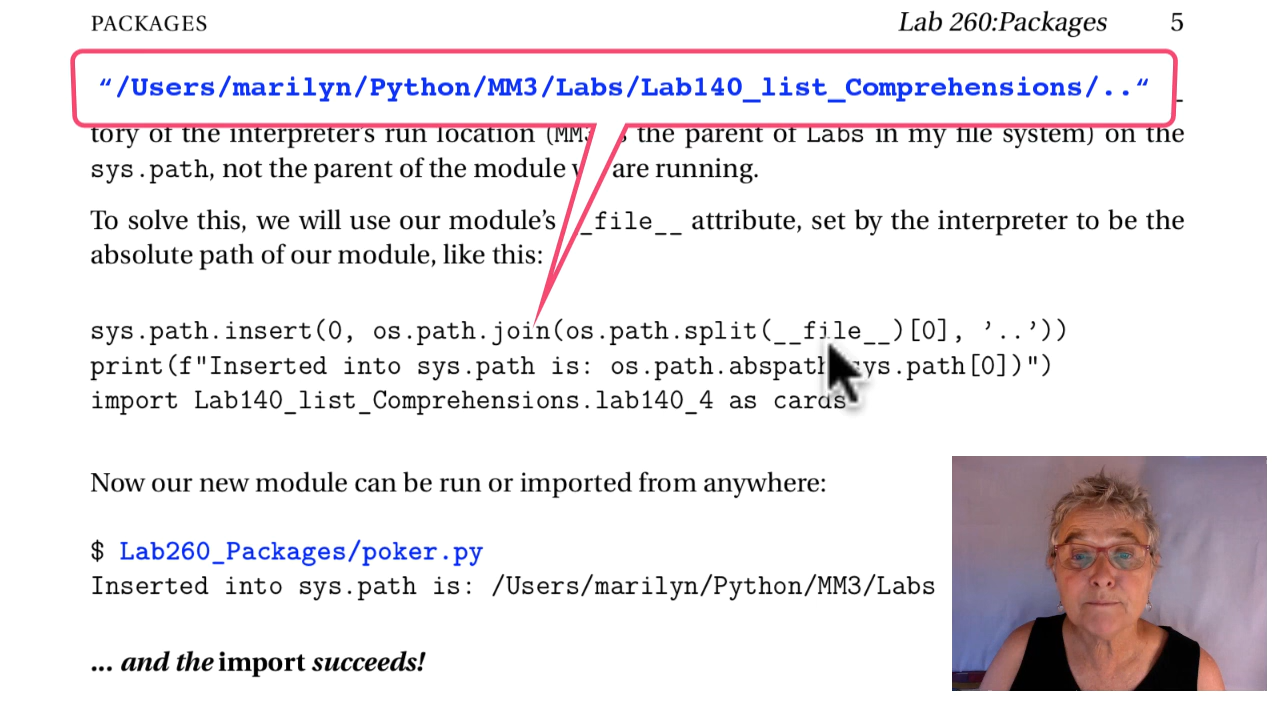 PACKAGES Lab 260:Packages 5
“/Users/marilyn/Python/MM3/Labs/Lab140_list_Comprehensions/..“
tory of the interpreter's run location (MM3 the parent of Labs in my file system) on the
sys.path, not the parent of the module are running.
To solve this, we will use our module's _file__ attribute, set by the interpreter to be the
absolute path of our module, like this:
sys.path.insert(0, os.path.join(os.path.split(__file__)[0], ’..’))
print(f"Inserted into sys.path is: os.path.abspath sys.path[0])")
import Lab140_list_Comprehensions.lab140_4 as cards
Now our new module can be run or imported from anywhere:
$ Lab260_Packages/poker.py
Inserted into sys.path is: /Users/marilyn/Python/MM3/Labs
... and the import succeeds!